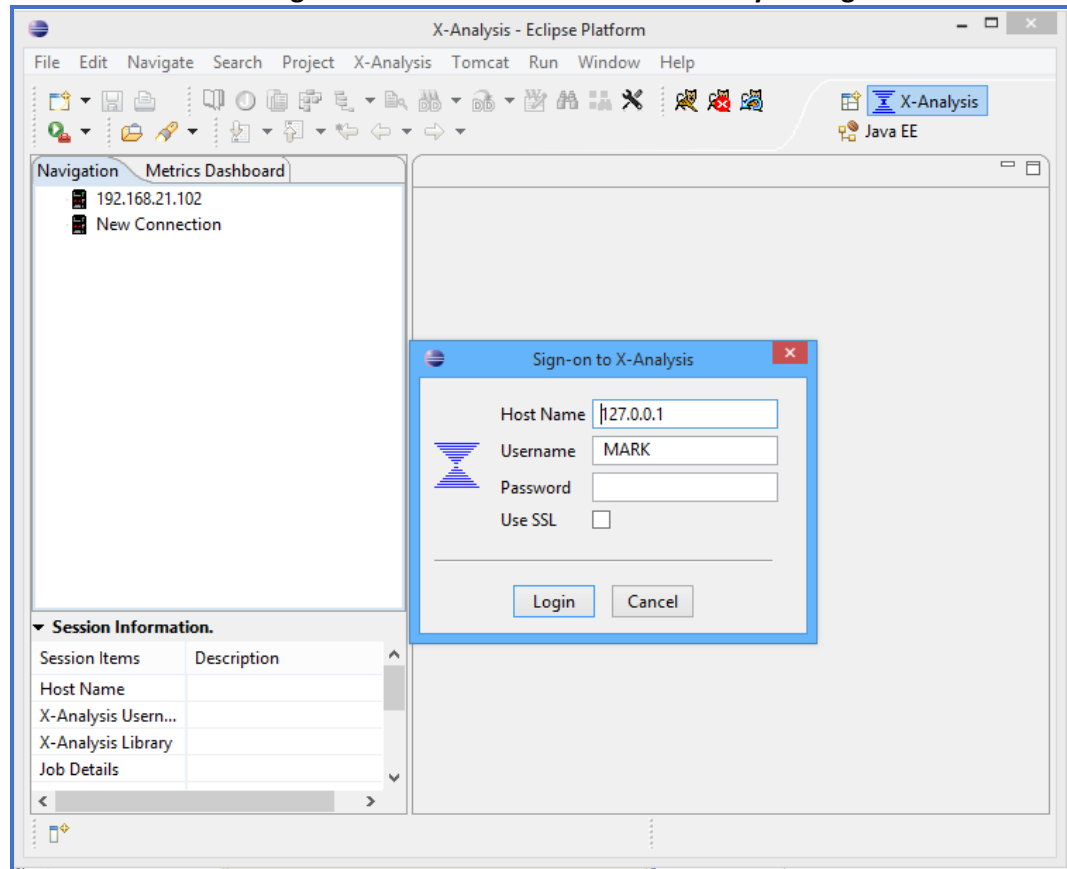 X-Analysis - Eclipse Platform
File Edit Navigate Search Project X-Analysis Tomcat Run Window Help
X-Analysis
Java EE
Navigation Metrics Dashboard
192.168.21.102
New Connection
Sign-on to X-Analysis
Host Name 127.0.0.1
Username MARK
Password
Use SSL
Login Cancel
Session Information.
Session Items Description
Host Name
X-Analysis Usern...
X-Analysis Library
Job Details